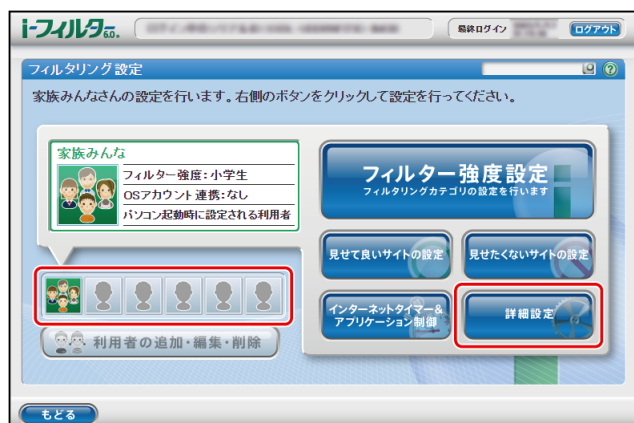 i-フィルター6.0.
最終ログイン
ログアウト
フィルタリング設定
家族みんなさんの設定を行います。右側のボタンをクリックして設定を行ってください。
家族みんな
フィルター強度：小学生
OSアカウント連携：なし
パソコン起動時に設定される利用者
フィルター強度設定
フィルタリングカテゴリの設定を行います
見せて良いサイトの設定
見せたくないサイトの設定
インターネットタイマー＆
アプリケーション制御
詳細設定
利用者の追加・編集・削除
もどる